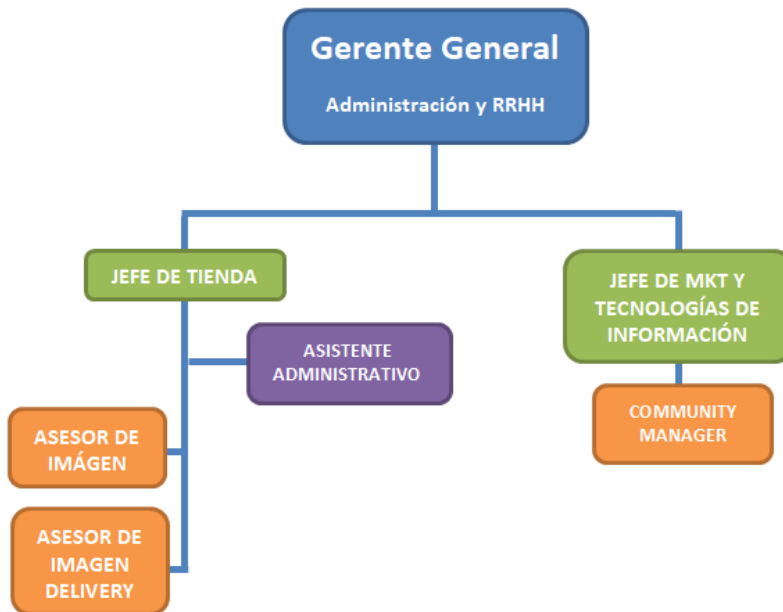 Gerente General
Administración y RRHH
JEFE DE TIENDA
JEFE DE MKT Y
TECNOLOGÍAS DE
INFORMACIÓN
ASISTENTE
ADMINISTRATIVO
COMMUNITY
MANAGER
ASESOR DE
IMÁGEN
ASESOR DE
IMAGEN
DELIVERY